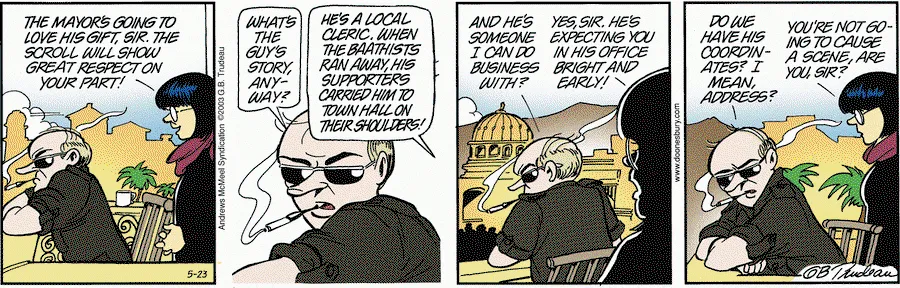 THE MAYOR'S GOING TO
LOVE HIS GIFT, SIR. THE
SCROLL WILL SHOW
GREAT RESPECT ON
YOUR PART!
5-23
Andrews McMeel Syndication ©2003 G.B. Trudeau
WHAT'S
THE
GUY'S
STORY,
ANY-
WAY?
HE'S A LOCAL
CLERIC. WHEN
THE BAATHISTS
RAN AWAY, HIS
SUPPORTERS
CARRIED HIM TO
TOWN HALL ON
THEIR SHOULDERS!
AND HE'S
SOMEONE
I CAN DO
BUSINESS
WITH?
YES, SIR. HE'S
EXPECTING YOU
IN HIS OFFICE
BRIGHT AND
EARLY!
www.doonesbury.com
DO WE
HAVE HIS
COORDIN-
ATES? I
MEAN,
ADDRESS?
YOU'RE NOT GO-
ING TO CAUSE
A SCENE, ARE
YOU, SIR?
GB Trudeau